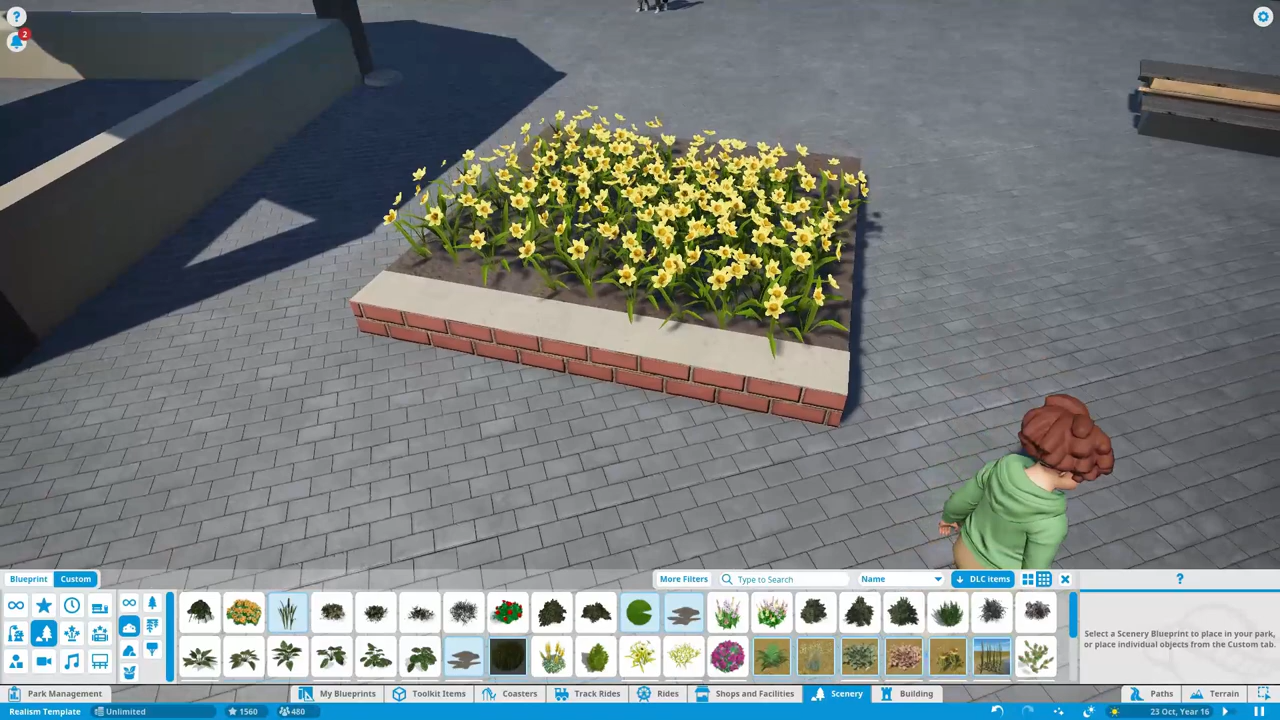 ?
2
Blueprint Custom More Filters Type to Search Name DLC items ?
Select a Scenery Blueprint to place in your park,
or place individual objects from the Custom tab.
Park Management My Blueprints Toolkit Items Coasters Track Rides Rides Shops and Facilities Scenery Building Paths Terrain
Realism Template Unlimited 1560 480 23 Oct, Year 16